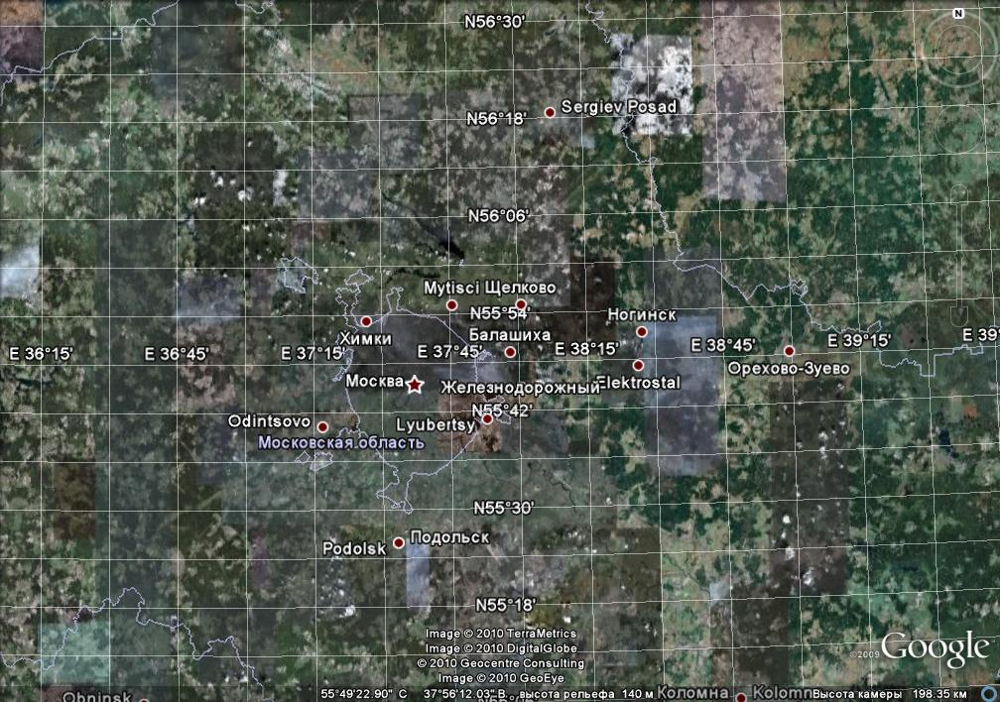 N
N56°30'
Sergiev Posad
N56°18'
N56°06'
Mytisci Щелково
N55°54'
Ногинск
Химки
Балашиха
E 36°15'
E 36°45'
E 37°15'
E 37°45'
E 38°15'
E 38°45'
E 39°15'
E 39°
Орехово-Зуево
Москва
Железнодорожный
Elektrostal
N55°42'
Odintsovo
Lyubertsy
Московская область
N55°30'
Подольск
Podolsk
N55°18'
Image © 2010 TerraMetrics
Image © 2010 DigitalGlobe
© 2010 Geocentre Consulting
Image © 2010 GeoEye
©2009 Google
Obninsk
55°49'22.90" С 37°56'12.03" В высота рельефа 140 м
Коломна
Kolomn
Высота камеры 198.35 км